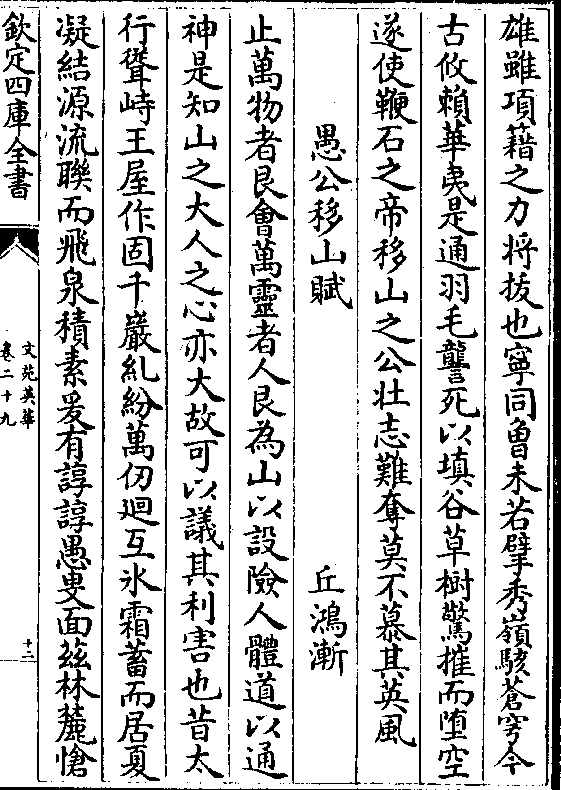 雄雖項籍之力將拔也寧同魯未若擘秀嶺駭蒼穹今
古攸賴華夷是通羽毛讋死以填谷草樹驚摧而墮空
遂使鞭石之帝移山之公壯志難奪莫不慕其英風
愚公移山賦 丘鴻漸
止萬物者艮會萬靈者人艮為山以設險人體道以通
神是知山之大人之心亦大故可以議其利害也昔太
行聳峙王屋作固千巖糺紛萬仞迴互氷霜蓄而居夏
凝結源流聨而飛泉積素爰有諄諄愚叟面茲林麓愴
欽定四庫全書
文苑英華
卷二十九
十二